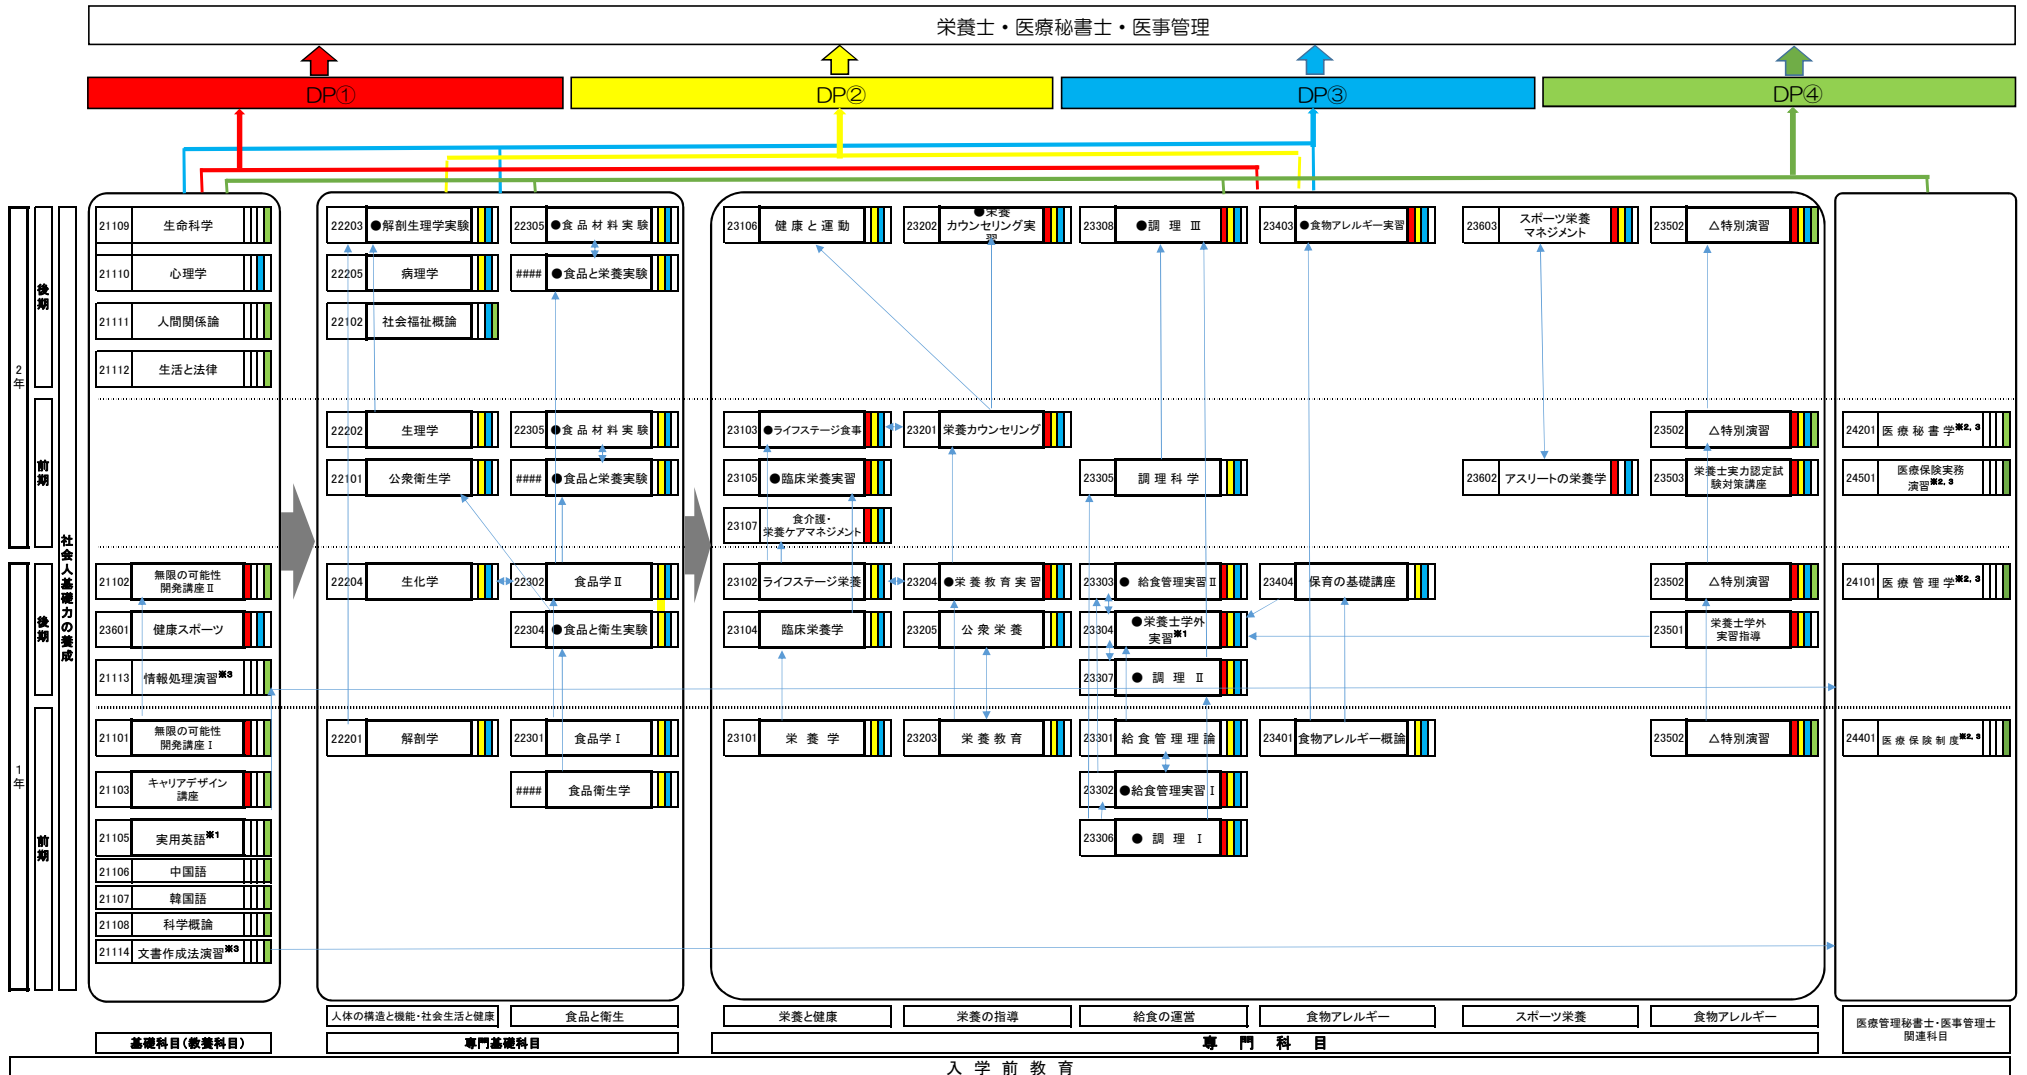 栄養士・医療秘書士・医事管理
DP①
DP②
DP③
DP④
2年
後期
前期
1年
後期
前期
社会人基礎力の養成
21109 生命科学
22203 ●解剖生理学実験
22305 ●食品材料実験
23106 健康と運動
23202 ●栄養
カウンセリング実
習
23308 ●調理 Ⅲ
23403 ●食物アレルギー実習
23603 スポーツ栄養
マネジメント
23502 △特別演習
21110 心理学
22205 病理学
#### ●食品と栄養実験
21111 人間関係論
22102 社会福祉概論
21112 生活と法律
22202 生理学
22305 ●食品材料実験
23103 ●ライフステージ食事
23201 栄養カウンセリング
23502 △特別演習
24201 医療秘書学※2, 3
22101 公衆衛生学
#### ●食品と栄養実験
23105 ●臨床栄養実習
23305 調理科学
23602 アスリートの栄養学
23503 栄養士実力認定試
験対策講座
24501 医療保険実務
演習※2, 3
23107 食介護・
栄養ケアマネジメント
21102 無限の可能性
開発講座Ⅱ
22204 生化学
22302 食品学Ⅱ
23102 ライフステージ栄養
23204 ●栄養教育実習
23303 ● 給食管理実習Ⅱ
23404 保育の基礎講座
23502 △特別演習
24101 医療管理学※2, 3
23601 健康スポーツ
22304 ●食品と衛生実験
23104 臨床栄養学
23205 公衆栄養
23304 ●栄養士学外
実習※1
23501 栄養士学外
実習指導
21113 情報処理演習※3
23307 ● 調理 Ⅱ
21101 無限の可能性
開発講座Ⅰ
22201 解剖学
22301 食品学Ⅰ
23101 栄養学
23203 栄養教育
23301 給食管理理論
23401 食物アレルギー概論
23502 △特別演習
24401 医療保険制度※2, 3
21103 キャリアデザイン
講座
#### 食品衛生学
23302 ●給食管理実習Ⅰ
21105 実用英語※1
23306 ● 調理 Ⅰ
21106 中国語
21107 韓国語
21108 科学概論
21114 文書作成法演習※3
人体の構造と機能・社会生活と健康
食品と衛生
栄養と健康
栄養の指導
給食の運営
食物アレルギー
スポーツ栄養
食物アレルギー
医療管理秘書士・医事管理士
関連科目
基礎科目(教養科目)
専門基礎科目
専門科目
入学前教育